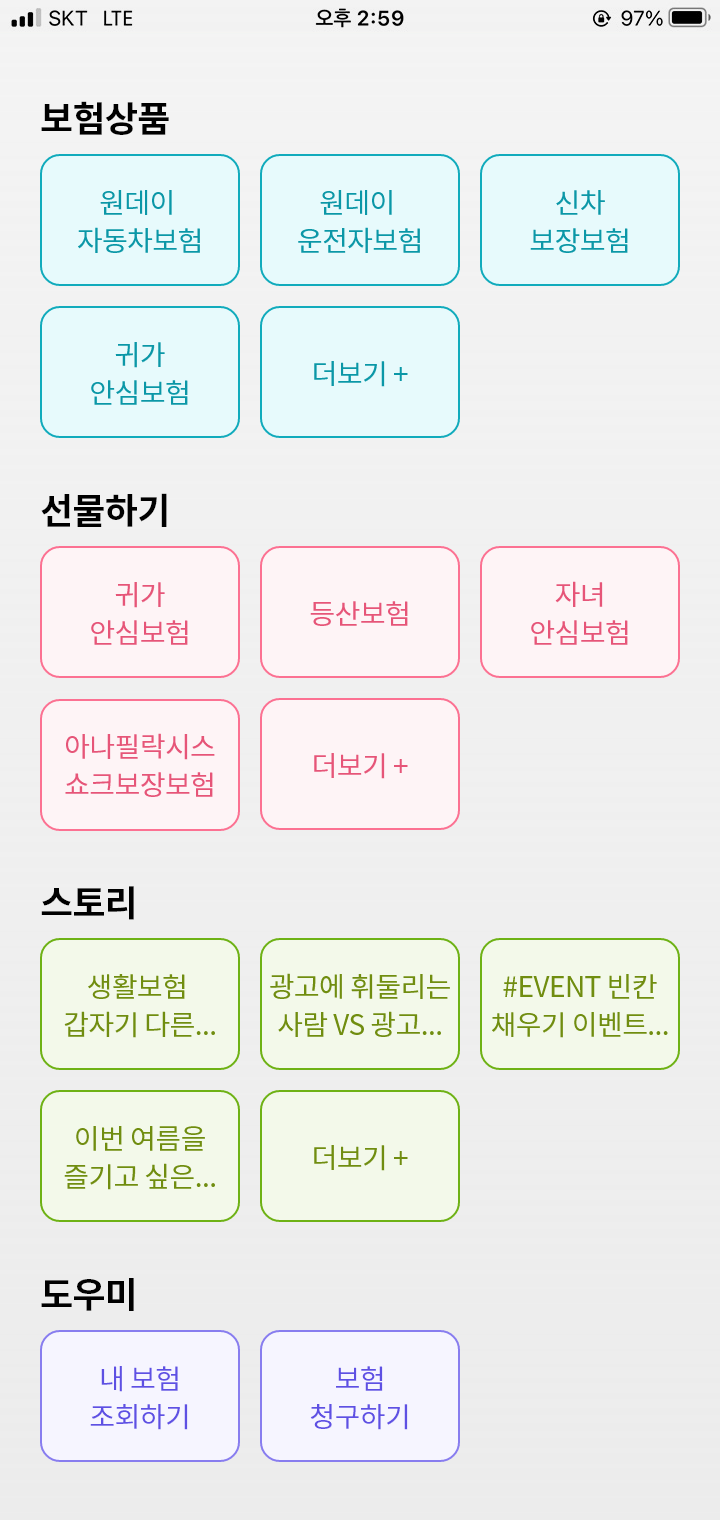 SKT LTE 오후 2:59 97%
보험상품
원데이
자동차보험
원데이
운전자보험
신차
보장보험
귀가
안심보험
더보기 +
선물하기
귀가
안심보험
등산보험
자녀
안심보험
아나필락시스
쇼크보장보험
더보기 +
스토리
생활보험
갑자기 다른...
광고에 휘둘리는
사람 VS 광고...
#EVENT 빈칸
채우기 이벤트...
이번 여름을
즐기고 싶은...
더보기 +
도우미
내 보험
조회하기
보험
청구하기